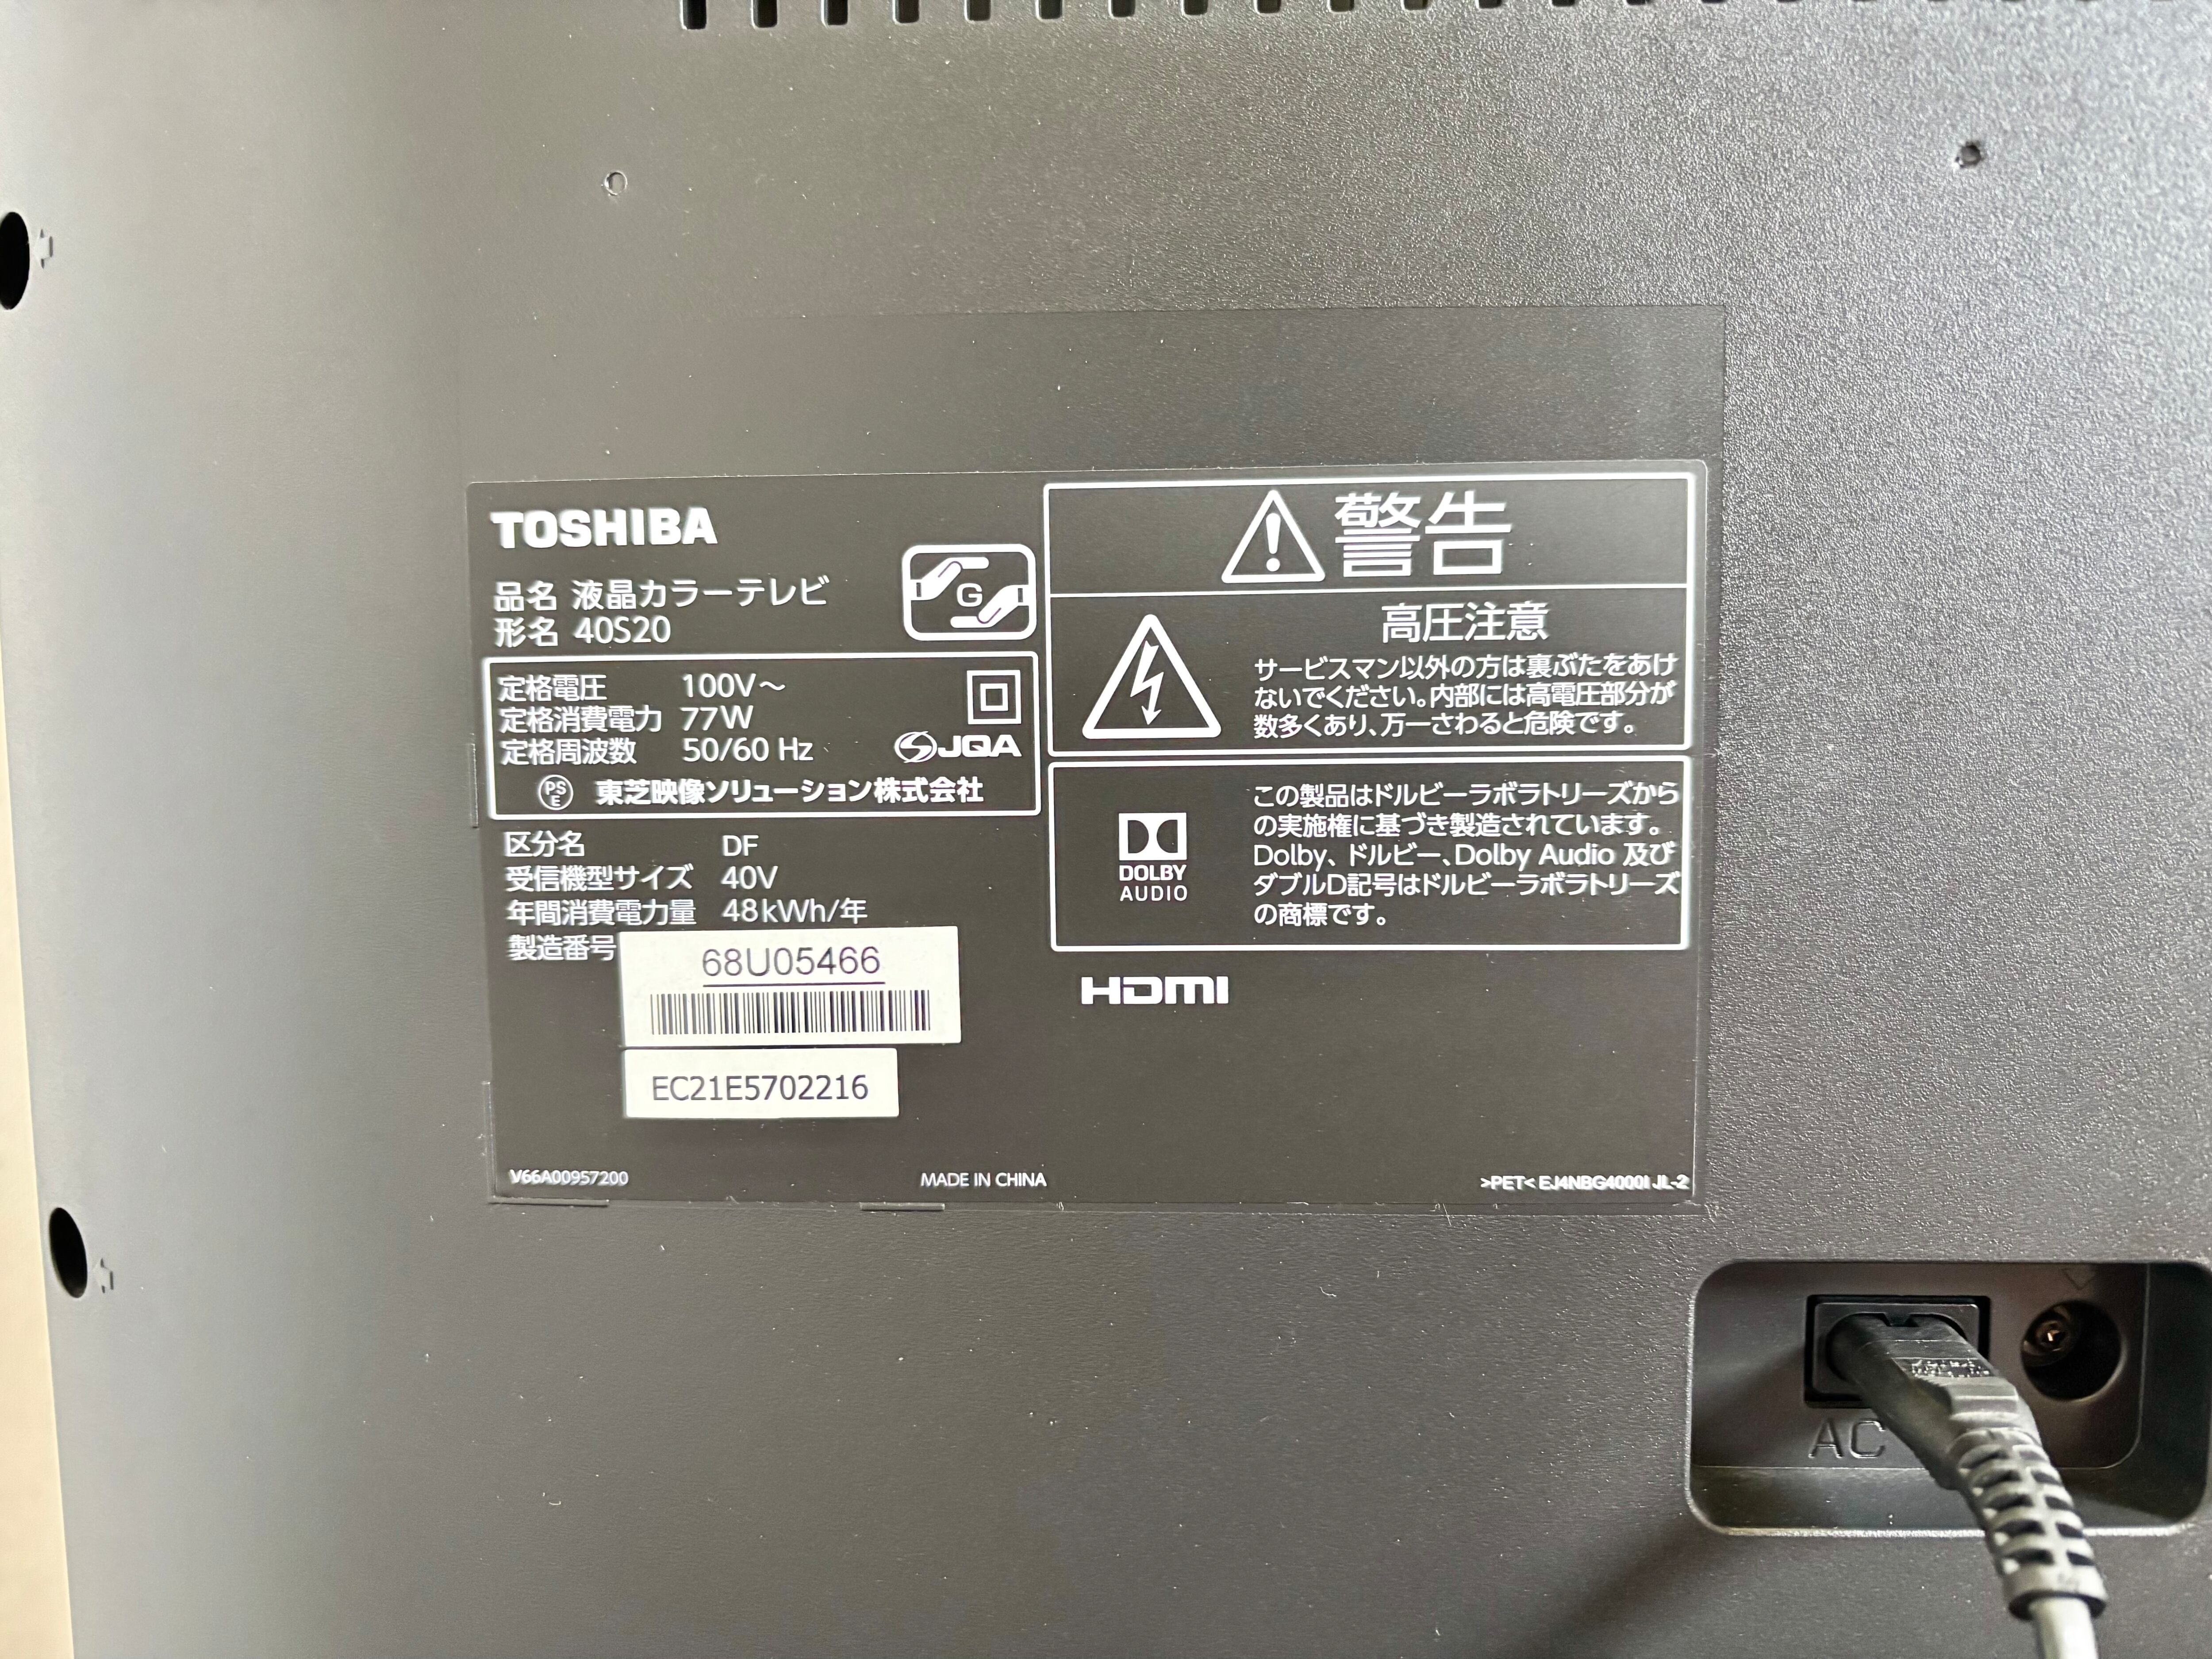 TOSHIBA
品名 液晶カラーテレビ
形名 40S20
G
定格電圧 100V～
定格消費電力 77W
定格周波数 50/60 Hz
JQA
PS
E
東芝映像ソリューション株式会社
区分名 DF
受信機型サイズ 40V
年間消費電力量 48kWh/年
製造番号
68U05466
EC21E5702216
V66A00957200
MADE IN CHINA
警告
高圧注意
サービスマン以外の方は裏ぶたをあけ
ないでください。内部には高電圧部分が
数多くあり、万一さわると危険です。
DOLBY
AUDIO
この製品はドルビーラボラトリーズから
の実施権に基づき製造されています。
Dolby、ドルビー、Dolby Audio 及び
ダブルD記号はドルビーラボラトリーズ
の商標です。
HDMI
>PET< EJ4NBG4000I JL-2
AC